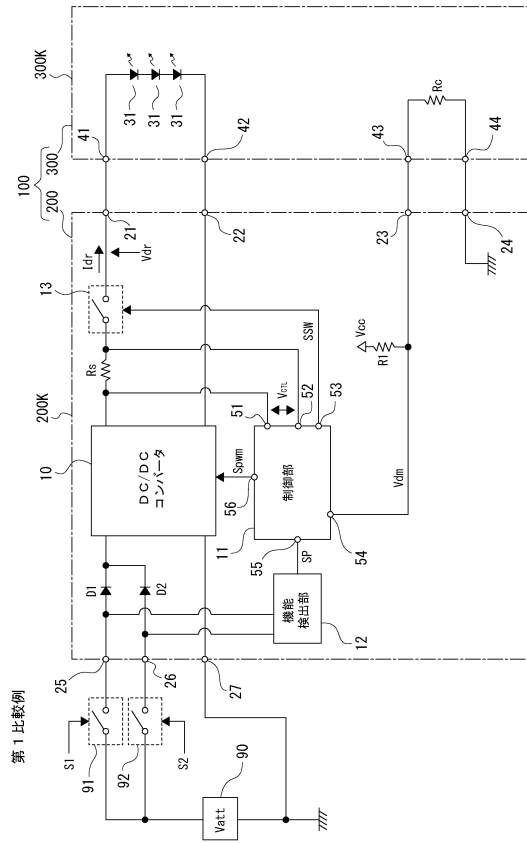 第1比較例
100
200
300
200K
300K
S1
91
S2
92
90
Vatt
25
26
27
D1
D2
10
DC/DC
コンバータ
Rs
13
Idr
Vdr
21
22
41
42
31
31
31
機能
検出部
12
SP
55
11
制御部
56
Spwm
51
VCTL
52
53
SSW
54
Vdm
Vcc
R1
23
24
43
44
Rc